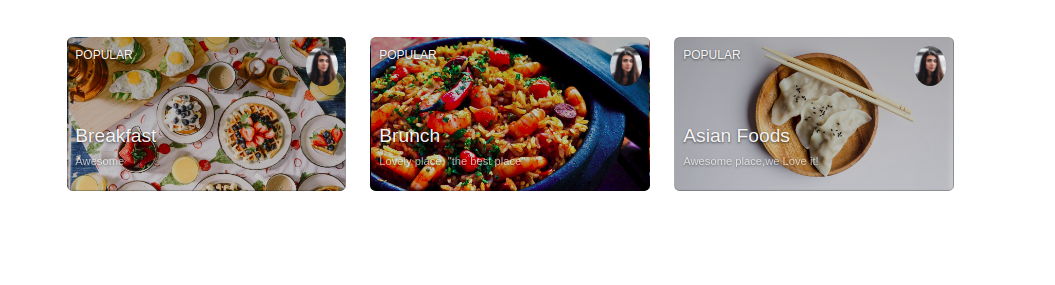 POPULAR
Breakfast
Awesome
POPULAR
Brunch
Lovely place, "the best place"
POPULAR
Asian Foods
Awesome place,we Love it!